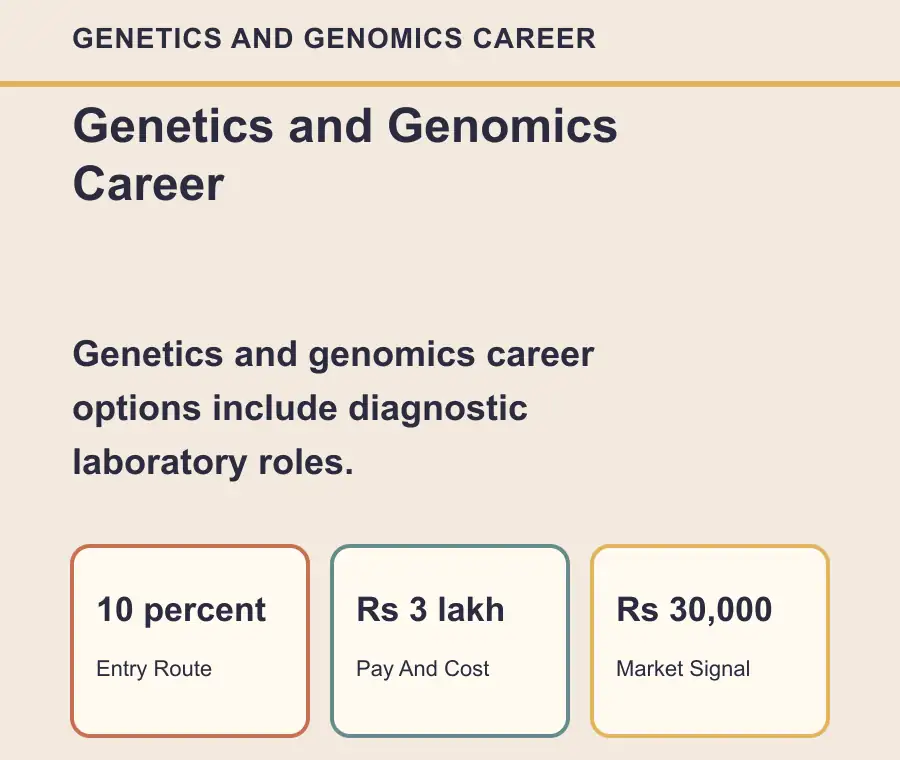 GENETICS AND GENOMICS CAREER
Genetics and Genomics
Career
Genetics and genomics career
options include diagnostic
laboratory roles.
10 percent
Entry Route
Rs 3 lakh
Pay And Cost
Rs 30,000
Market Signal